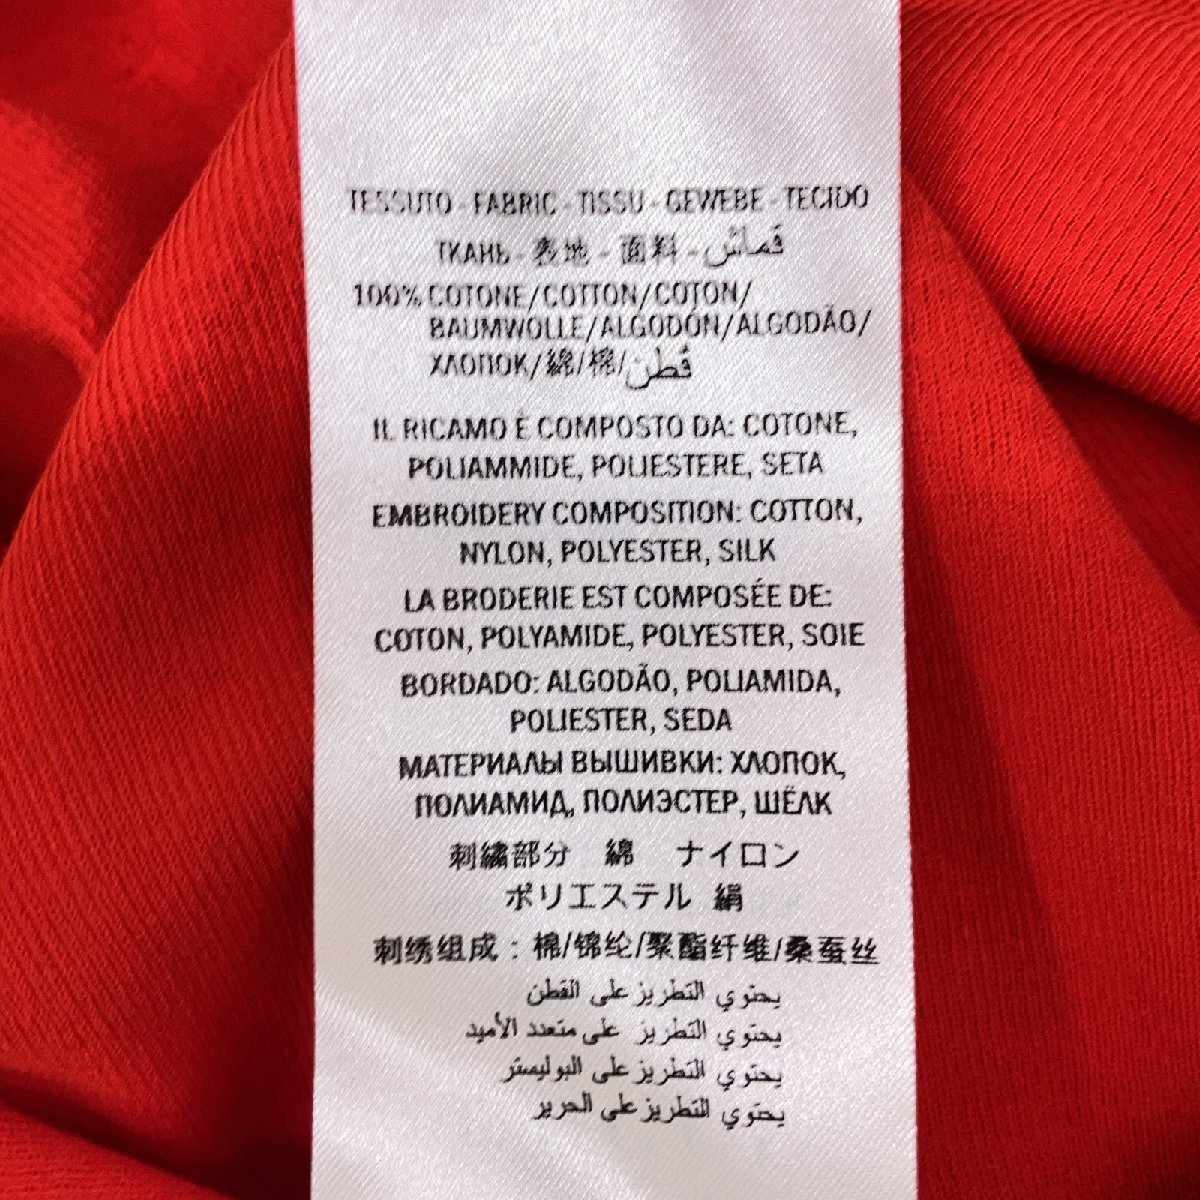 TESSUTO - FABRIC - TISSU - GEWEBE - TECIDO
ТКАНЬ - 表地 - 面料 - قماش
100% COTONE/COTTON/COTON/
BAUMWOLLE/ALGODÓN/ALGODÃO/
ХЛОПОК/綿/棉/قطن
IL RICAMO È COMPOSTO DA: COTONE,
POLIAMMIDE, POLIESTERE, SETA
EMBROIDERY COMPOSITION: COTTON,
NYLON, POLYESTER, SILK
LA BRODERIE EST COMPOSÉE DE:
COTON, POLYAMIDE, POLYESTER, SOIE
BORDADO: ALGODÃO, POLIAMIDA,
POLIESTER, SEDA
МАТЕРИАЛЫ ВЫШИВКИ: ХЛОПОК,
ПОЛИАМИД, ПОЛИЭСТЕР, ШЁЛК
刺繍部分 綿 ナイロン
ポリエステル 絹
刺绣组成：棉/锦纶/聚酯纤维/桑蚕丝
يحتوي التطريز على القطن
يحتوي التطريز على متعدد الأميد
يحتوي التطريز على البوليستر
يحتوي التطريز على الحرير